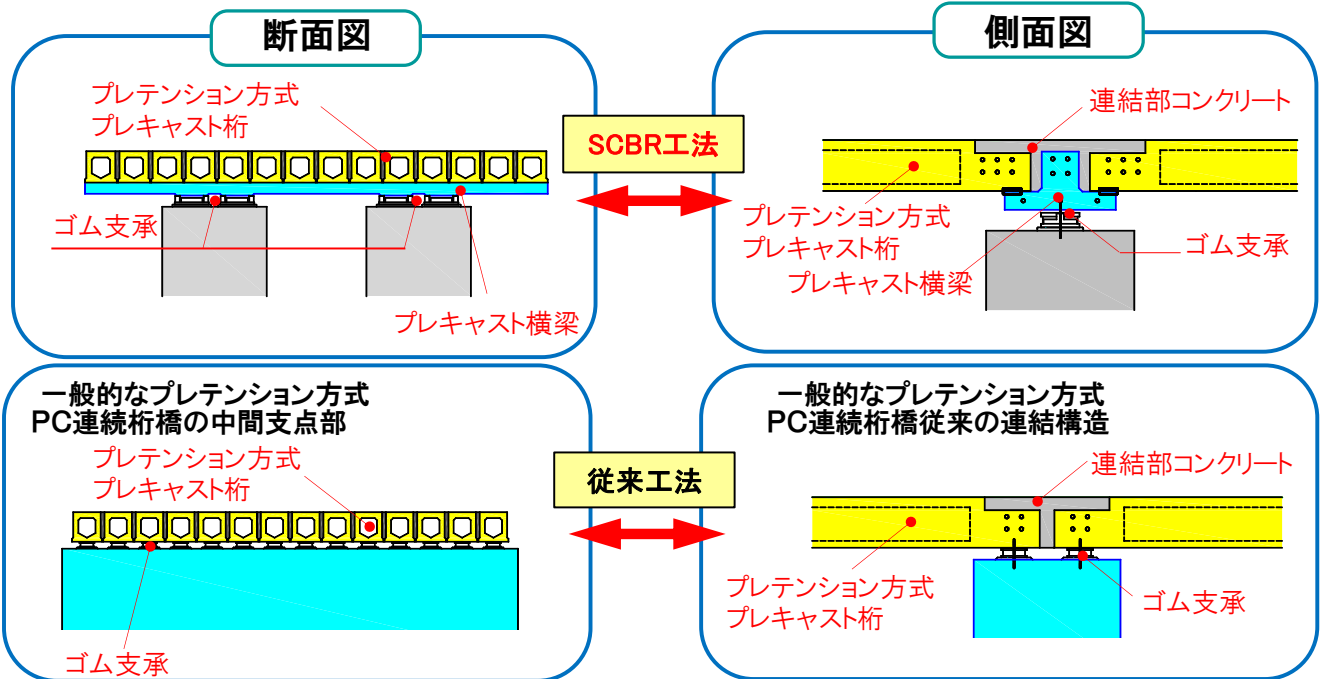 断面図
プレテンション方式
プレキャスト桁
ゴム支承
プレキャスト横梁
SCBR工法
側面図
連結部コンクリート
プレテンション方式
プレキャスト桁
プレキャスト横梁
ゴム支承
一般的なプレテンション方式
PC連続桁橋の中間支点部
プレテンション方式
プレキャスト桁
ゴム支承
従来工法
一般的なプレテンション方式
PC連続桁橋従来の連結構造
連結部コンクリート
プレテンション方式
プレキャスト桁
ゴム支承